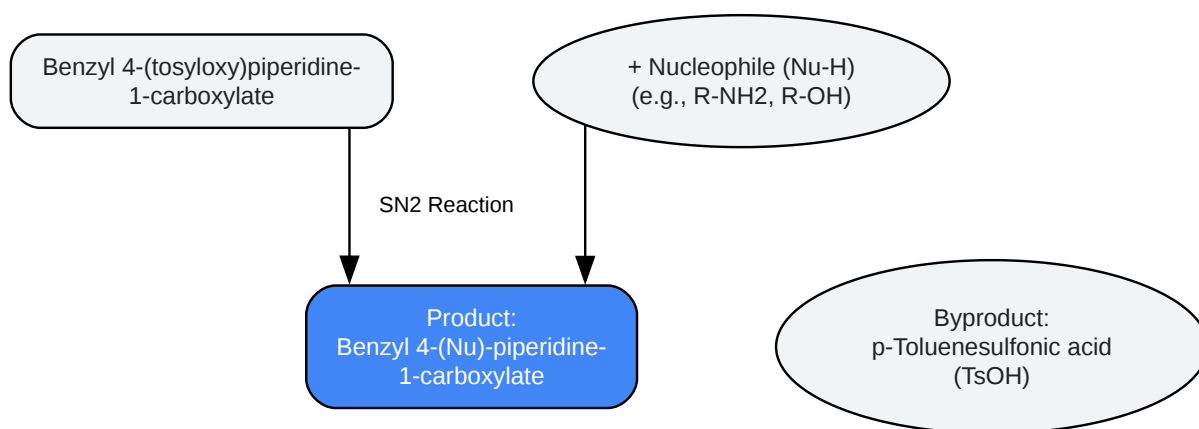 Benzyl 4-(tosyloxy)piperidine-
1-carboxylate
+ Nucleophile (Nu-H)
(e.g., R-NH2, R-OH)
SN2 Reaction
Product:
Benzyl 4-(Nu)-piperidine-
1-carboxylate
Byproduct:
p-Toluenesulfonic acid
(TsOH)